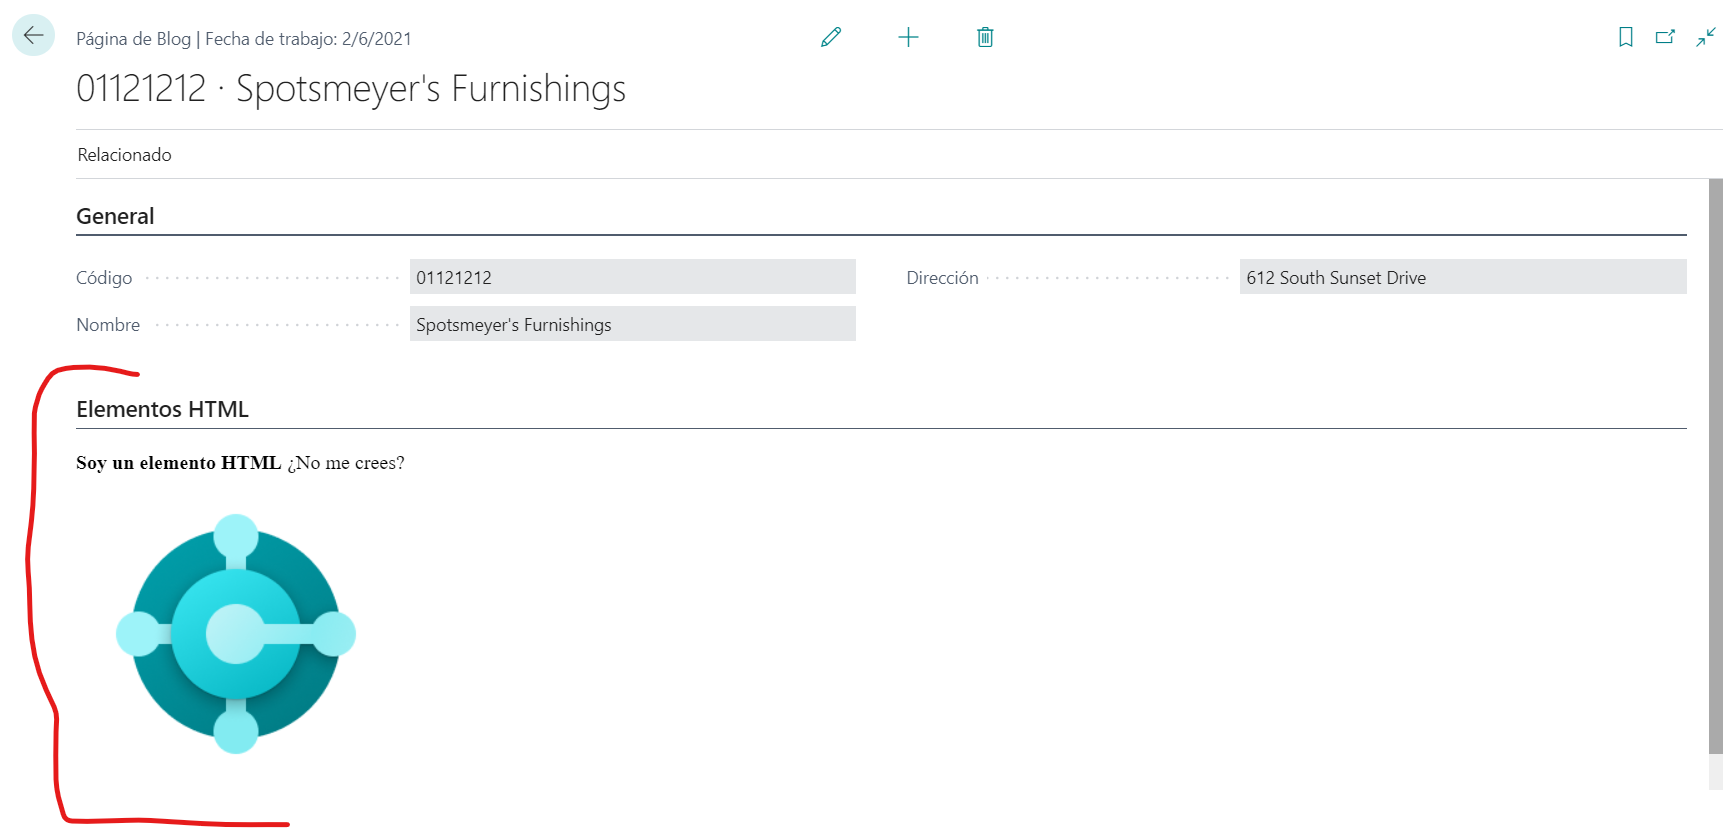 Página de Blog | Fecha de trabajo: 2/6/2021
01121212 · Spotsmeyer's Furnishings
Relacionado
General
Código 01121212
Dirección 612 South Sunset Drive
Nombre Spotsmeyer's Furnishings
Elementos HTML
Soy un elemento HTML ¿No me crees?